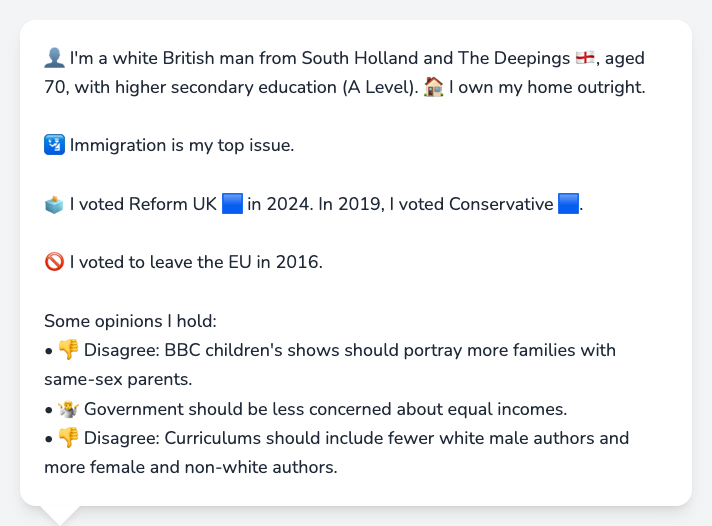 👤 I'm a white British man from South Holland and The Deepings 🏴󠁧󠁢󠁥󠁮󠁧󠁿, aged
70, with higher secondary education (A Level). 🏠 I own my home outright.
🛂 Immigration is my top issue.
🗳️ I voted Reform UK 🟦 in 2024. In 2019, I voted Conservative 🟦.
🚫 I voted to leave the EU in 2016.
Some opinions I hold:
• 👎 Disagree: BBC children's shows should portray more families with
same-sex parents.
• 🤷 Government should be less concerned about equal incomes.
• 👎 Disagree: Curriculums should include fewer white male authors and
more female and non-white authors.